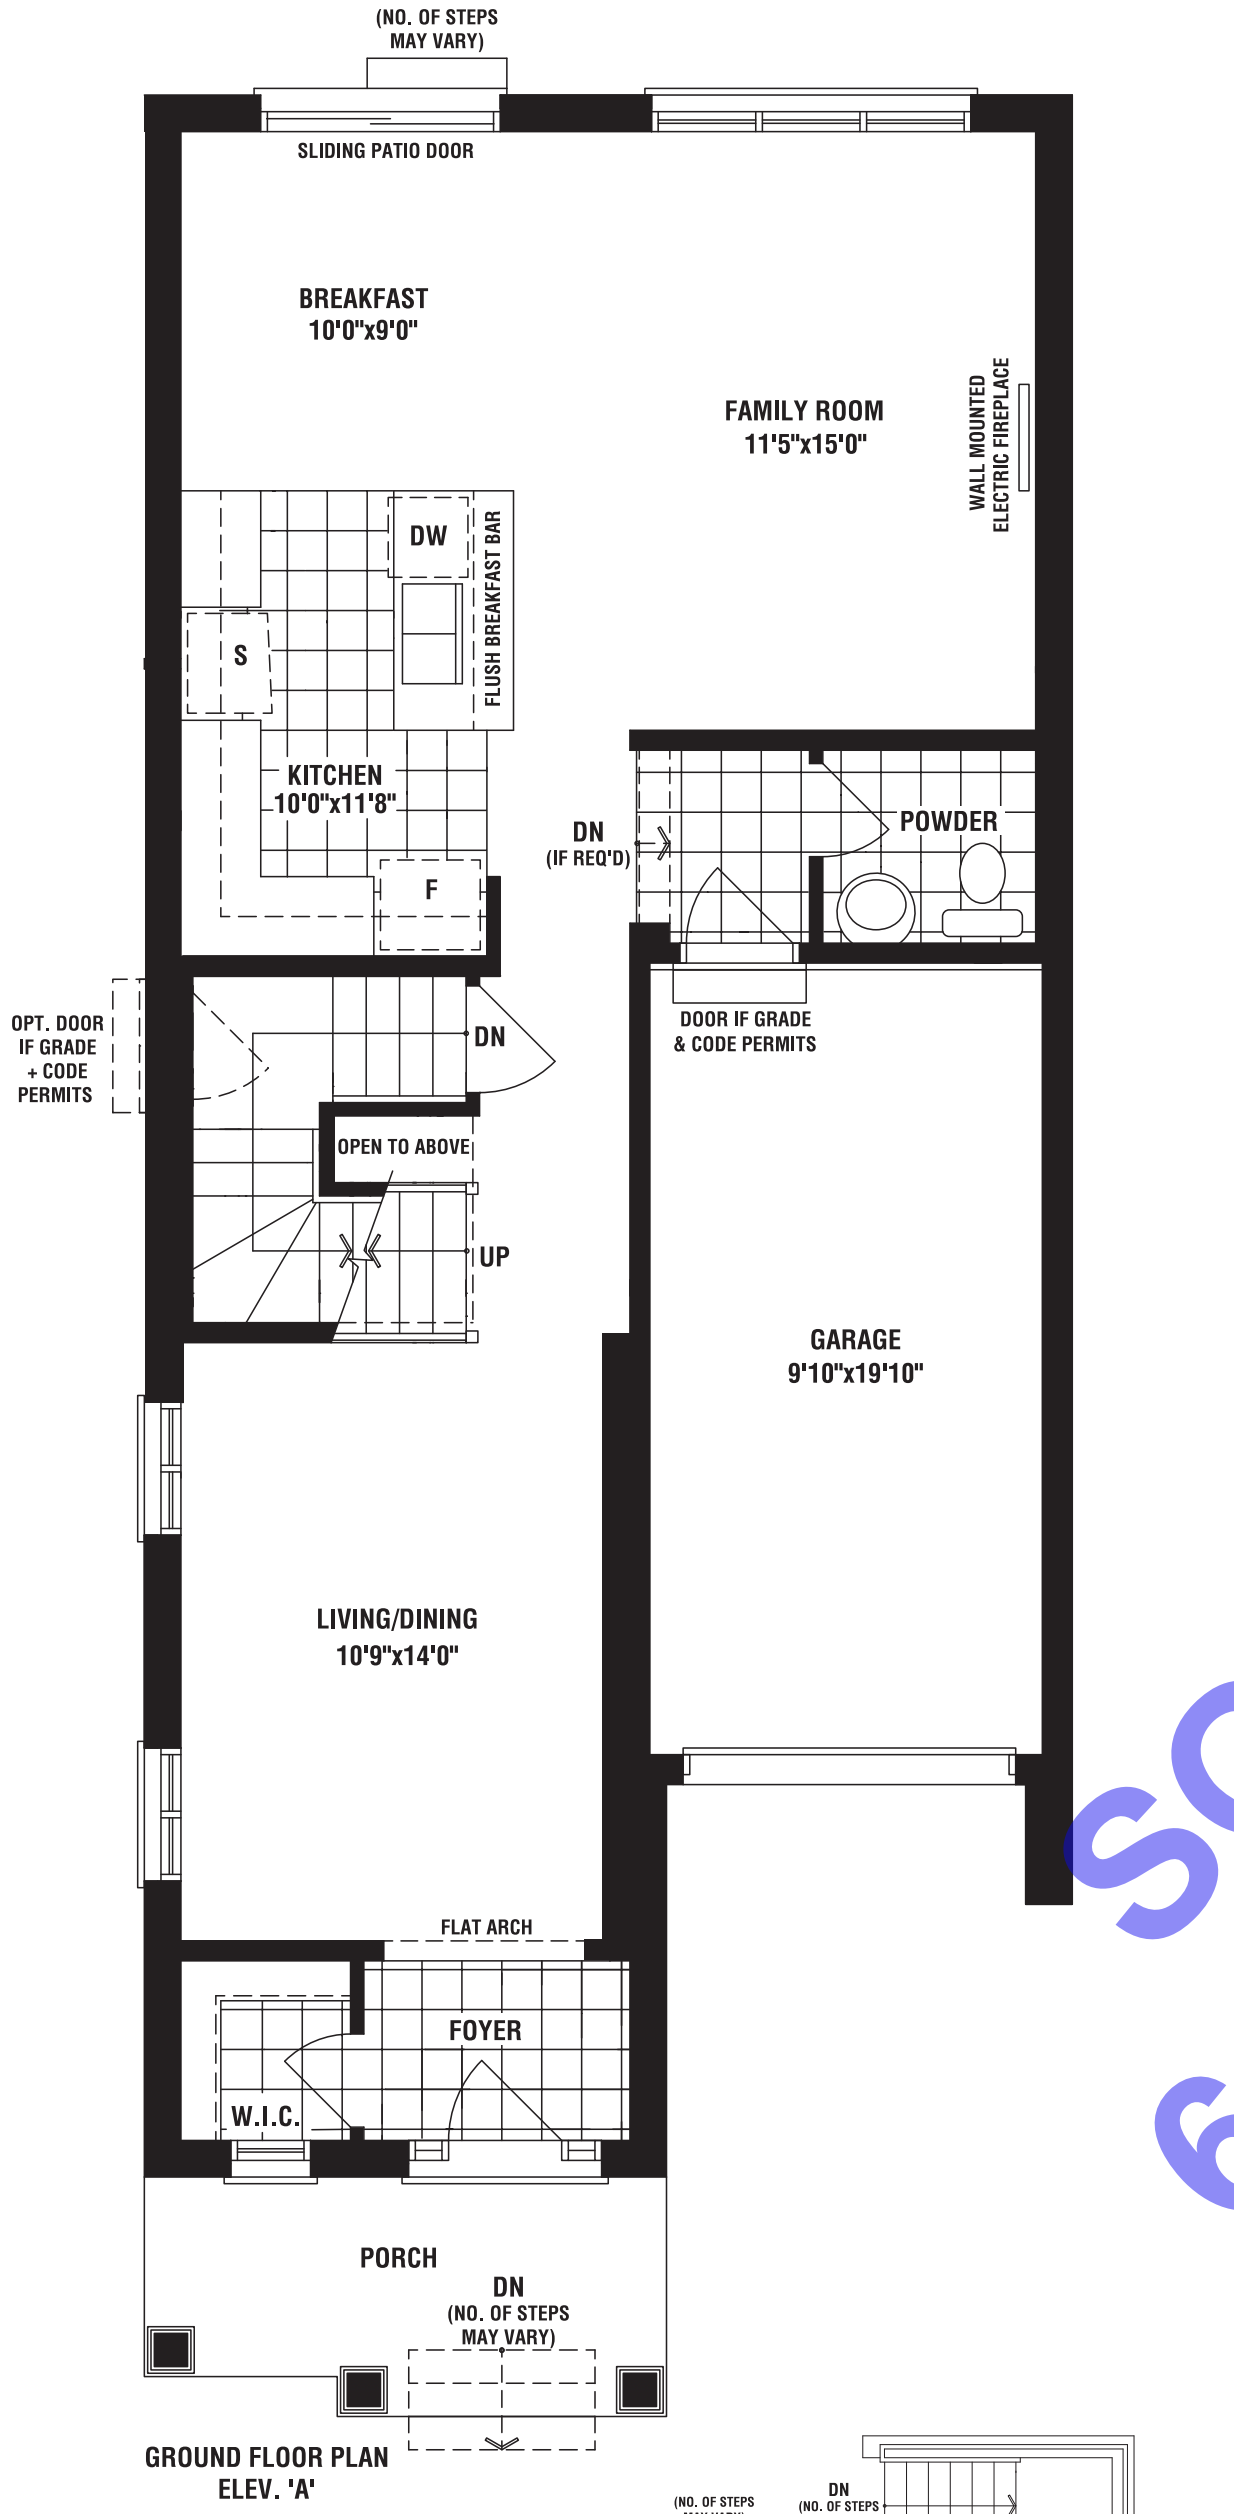 (NO. OF STEPS
MAY VARY)
SLIDING PATIO DOOR
BREAKFAST
10'0"x9'0"
FAMILY ROOM
11'5"x15'0"
WALL MOUNTED
ELECTRIC FIREPLACE
DW
FLUSH BREAKFAST BAR
S
KITCHEN
10'0"x11'8"
F
DN
(IF REQ'D)
POWDER
DOOR IF GRADE
& CODE PERMITS
OPT. DOOR
IF GRADE
+ CODE
PERMITS
DN
OPEN TO ABOVE
UP
GARAGE
9'10"x19'10"
LIVING/DINING
10'9"x14'0"
FLAT ARCH
FOYER
W.I.C.
PORCH
DN
(NO. OF STEPS
MAY VARY)
GROUND FLOOR PLAN
ELEV. 'A'
(NO. OF STEPS
MAY VARY)
DN
(NO. OF STEPS
S
6